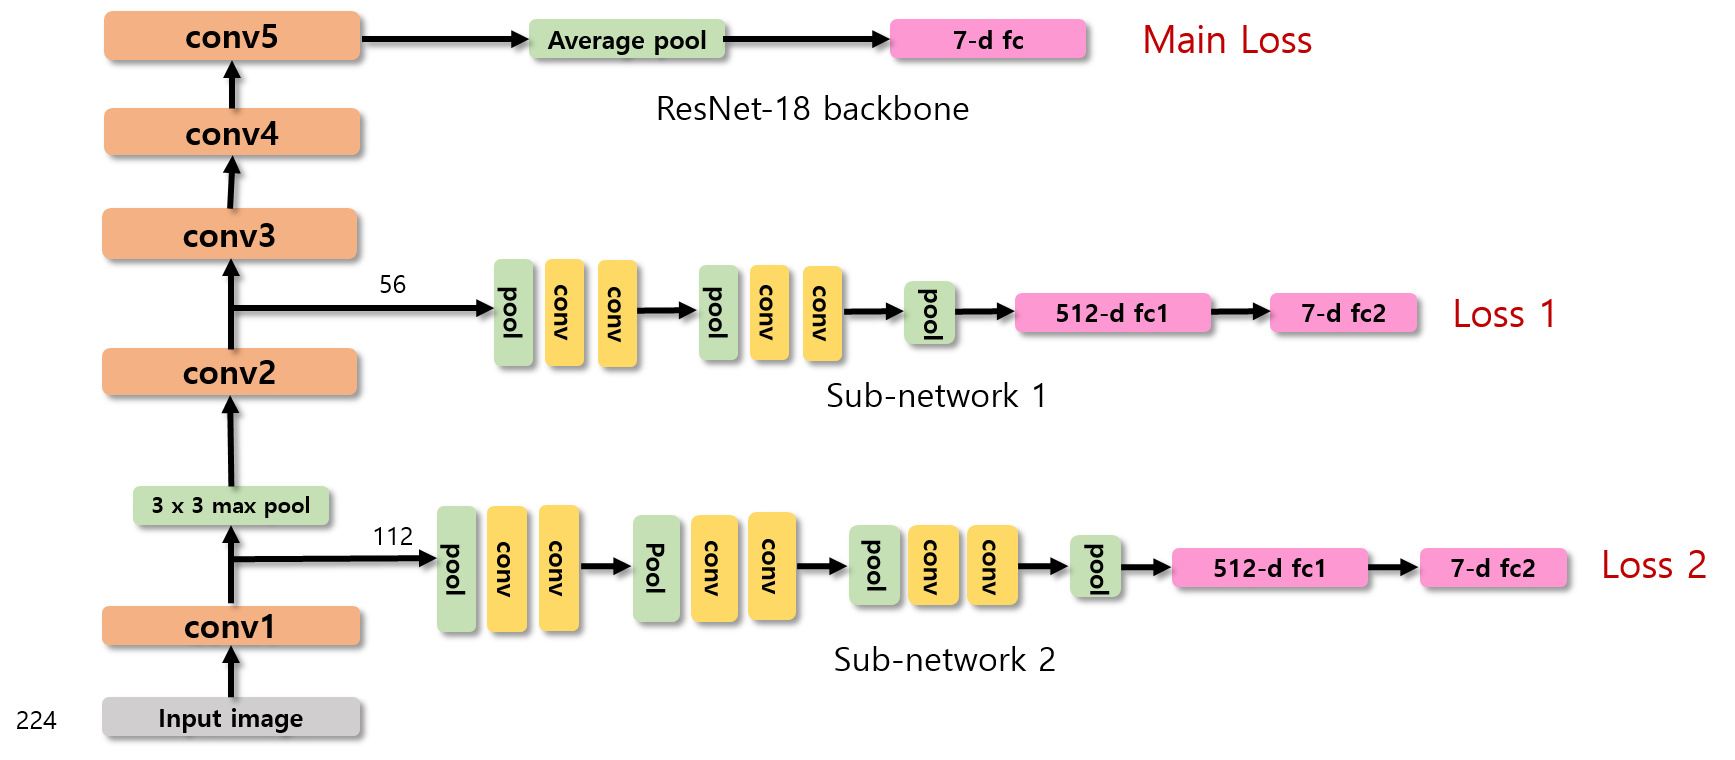 conv5
Average pool
7-d fc
Main Loss
ResNet-18 backbone
conv4
conv3
56
pool
conv
conv
pool
conv
conv
pool
512-d fc1
7-d fc2
Loss 1
Sub-network 1
conv2
3 x 3 max pool
112
pool
conv
conv
Pool
conv
conv
pool
conv
conv
pool
512-d fc1
7-d fc2
Loss 2
Sub-network 2
conv1
224
Input image